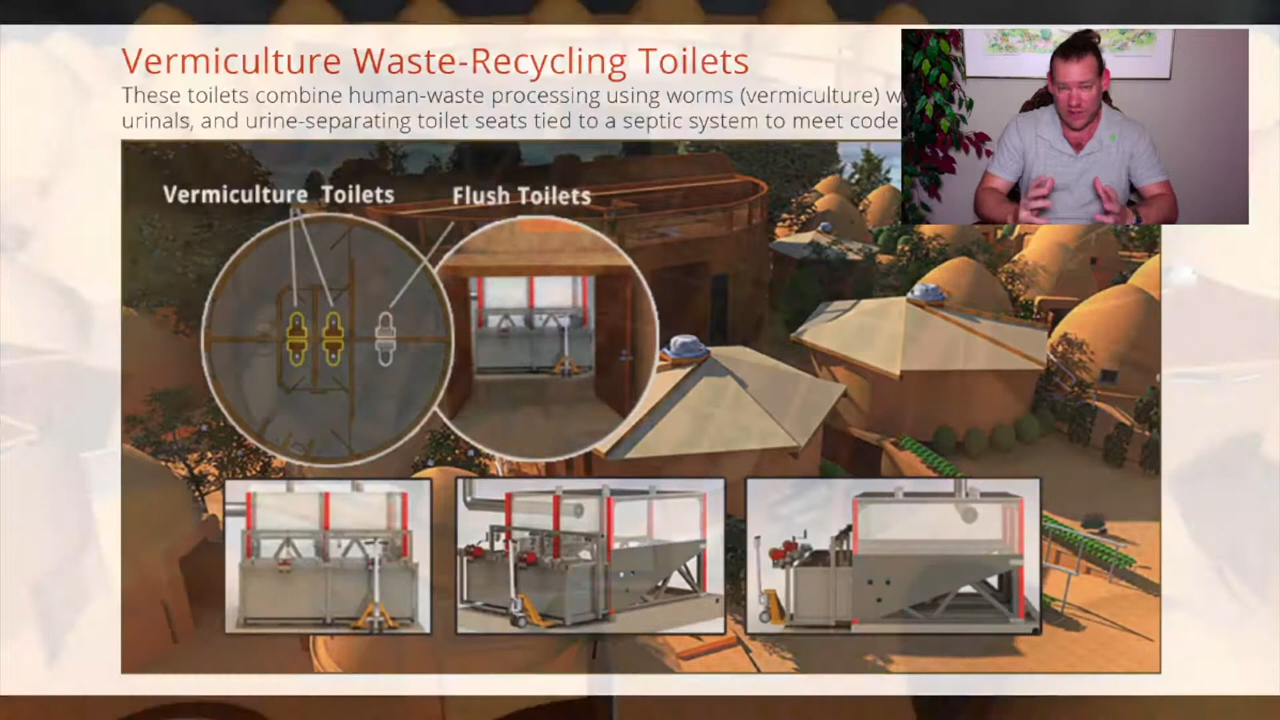 Vermiculture Waste-Recycling Toilets
These toilets combine human-waste processing using worms (vermiculture)
urinals, and urine-separating toilet seats tied to a septic system to meet code
Vermiculture Toilets
Flush Toilets